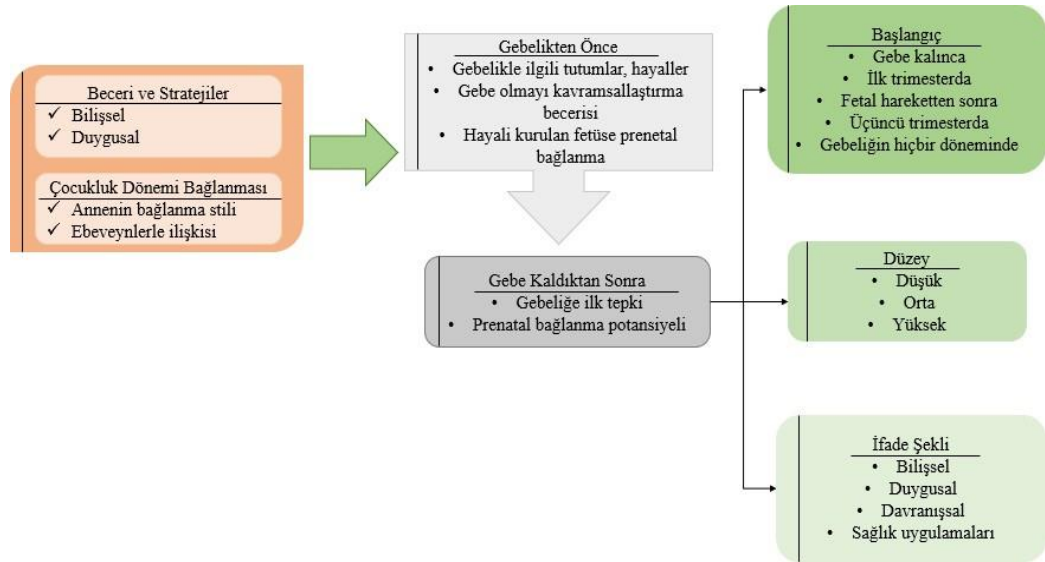 Beceri ve Stratejiler
✓ Bilişsel
✓ Duygusal
Çocukluk Dönemi Bağlanması
✓ Annenin bağlanma stili
✓ Ebeveynlerle ilişkisi
Gebelikten Önce
• Gebelikle ilgili tutumlar, hayaller
• Gebe olmayı kavramsallaştırma
becerisi
• Hayali kurulan fetüse prenetal
bağlanma
Gebe Kaldıktan Sonra
• Gebeliğe ilk tepki
• Prenatal bağlanma potansiyeli
Başlangıç
• Gebe kalınca
• İlk trimesterda
• Fetal hareketten sonra
• Üçüncü trimesterda
• Gebeliğin hiçbir döneminde
Düzey
• Düşük
• Orta
• Yüksek
İfade Şekli
• Bilişsel
• Duygusal
• Davranışsal
• Sağlık uygulamaları